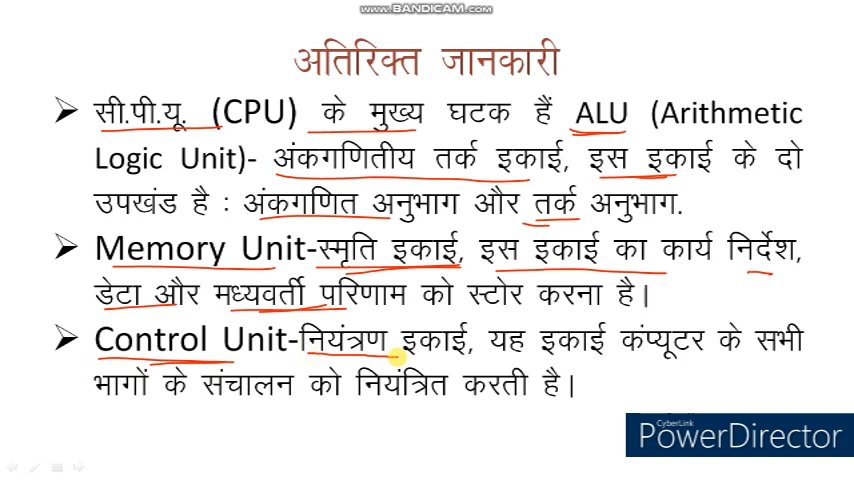 WWW.BANDICAM.COM
अतिरिक्त जानकारी
➢ सी.पी.यू. (CPU) के मुख्य घटक हैं ALU (Arithmetic
Logic Unit)- अंकगणितीय तर्क इकाई, इस इकाई के दो
उपखंड है : अंकगणित अनुभाग और तर्क अनुभाग.
➢ Memory Unit-स्मृति इकाई, इस इकाई का कार्य निर्देश,
डेटा और मध्यवर्ती परिणाम को स्टोर करना है।
➢ Control Unit-नियंत्रण इकाई, यह इकाई कंप्यूटर के सभी
भागों के संचालन को नियंत्रित करती है।
CyberLink
PowerDirector